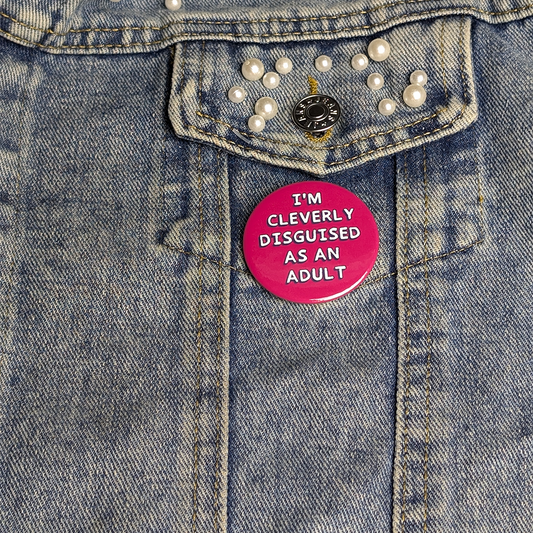 I'M
CLEVERLY
DISGUISED
AS AN
ADULT